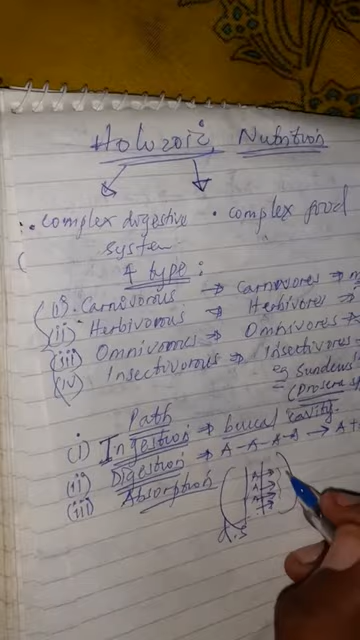 Holozoic Nutrition
• complex digestive • complex food
system
4 type:
(i) Carnivorous → Carnivores →
(ii) Herbivorous → Herbivores →
(iii) Omnivorous → Omnivores →
(iv) Insectivorous → Insectivores →
eg Sundews
Path
(i) Ingestion → buccal cavity.
(ii) Digestion → A-A-A-A → A+
(iii) Absorption
A
A
A
d.s